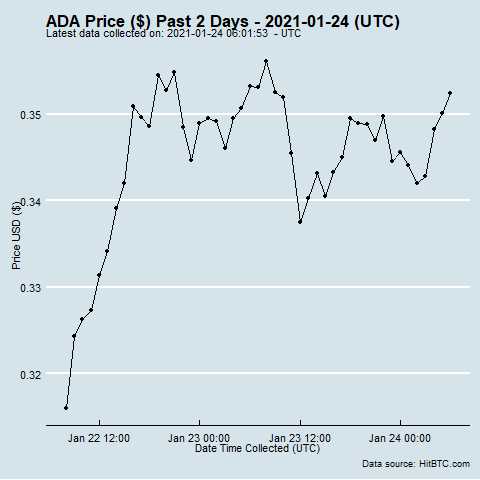 ADA Price ($) Past 2 Days - 2021-01-24 (UTC)
Latest data collected on: 2021-01-24 06:01:53 - UTC
0.35
0.34
0.33
0.32
Price USD ($)
Jan 22 12:00
Jan 23 00:00
Jan 23 12:00
Jan 24 00:00
Date Time Collected (UTC)
Data source: HitBTC.com